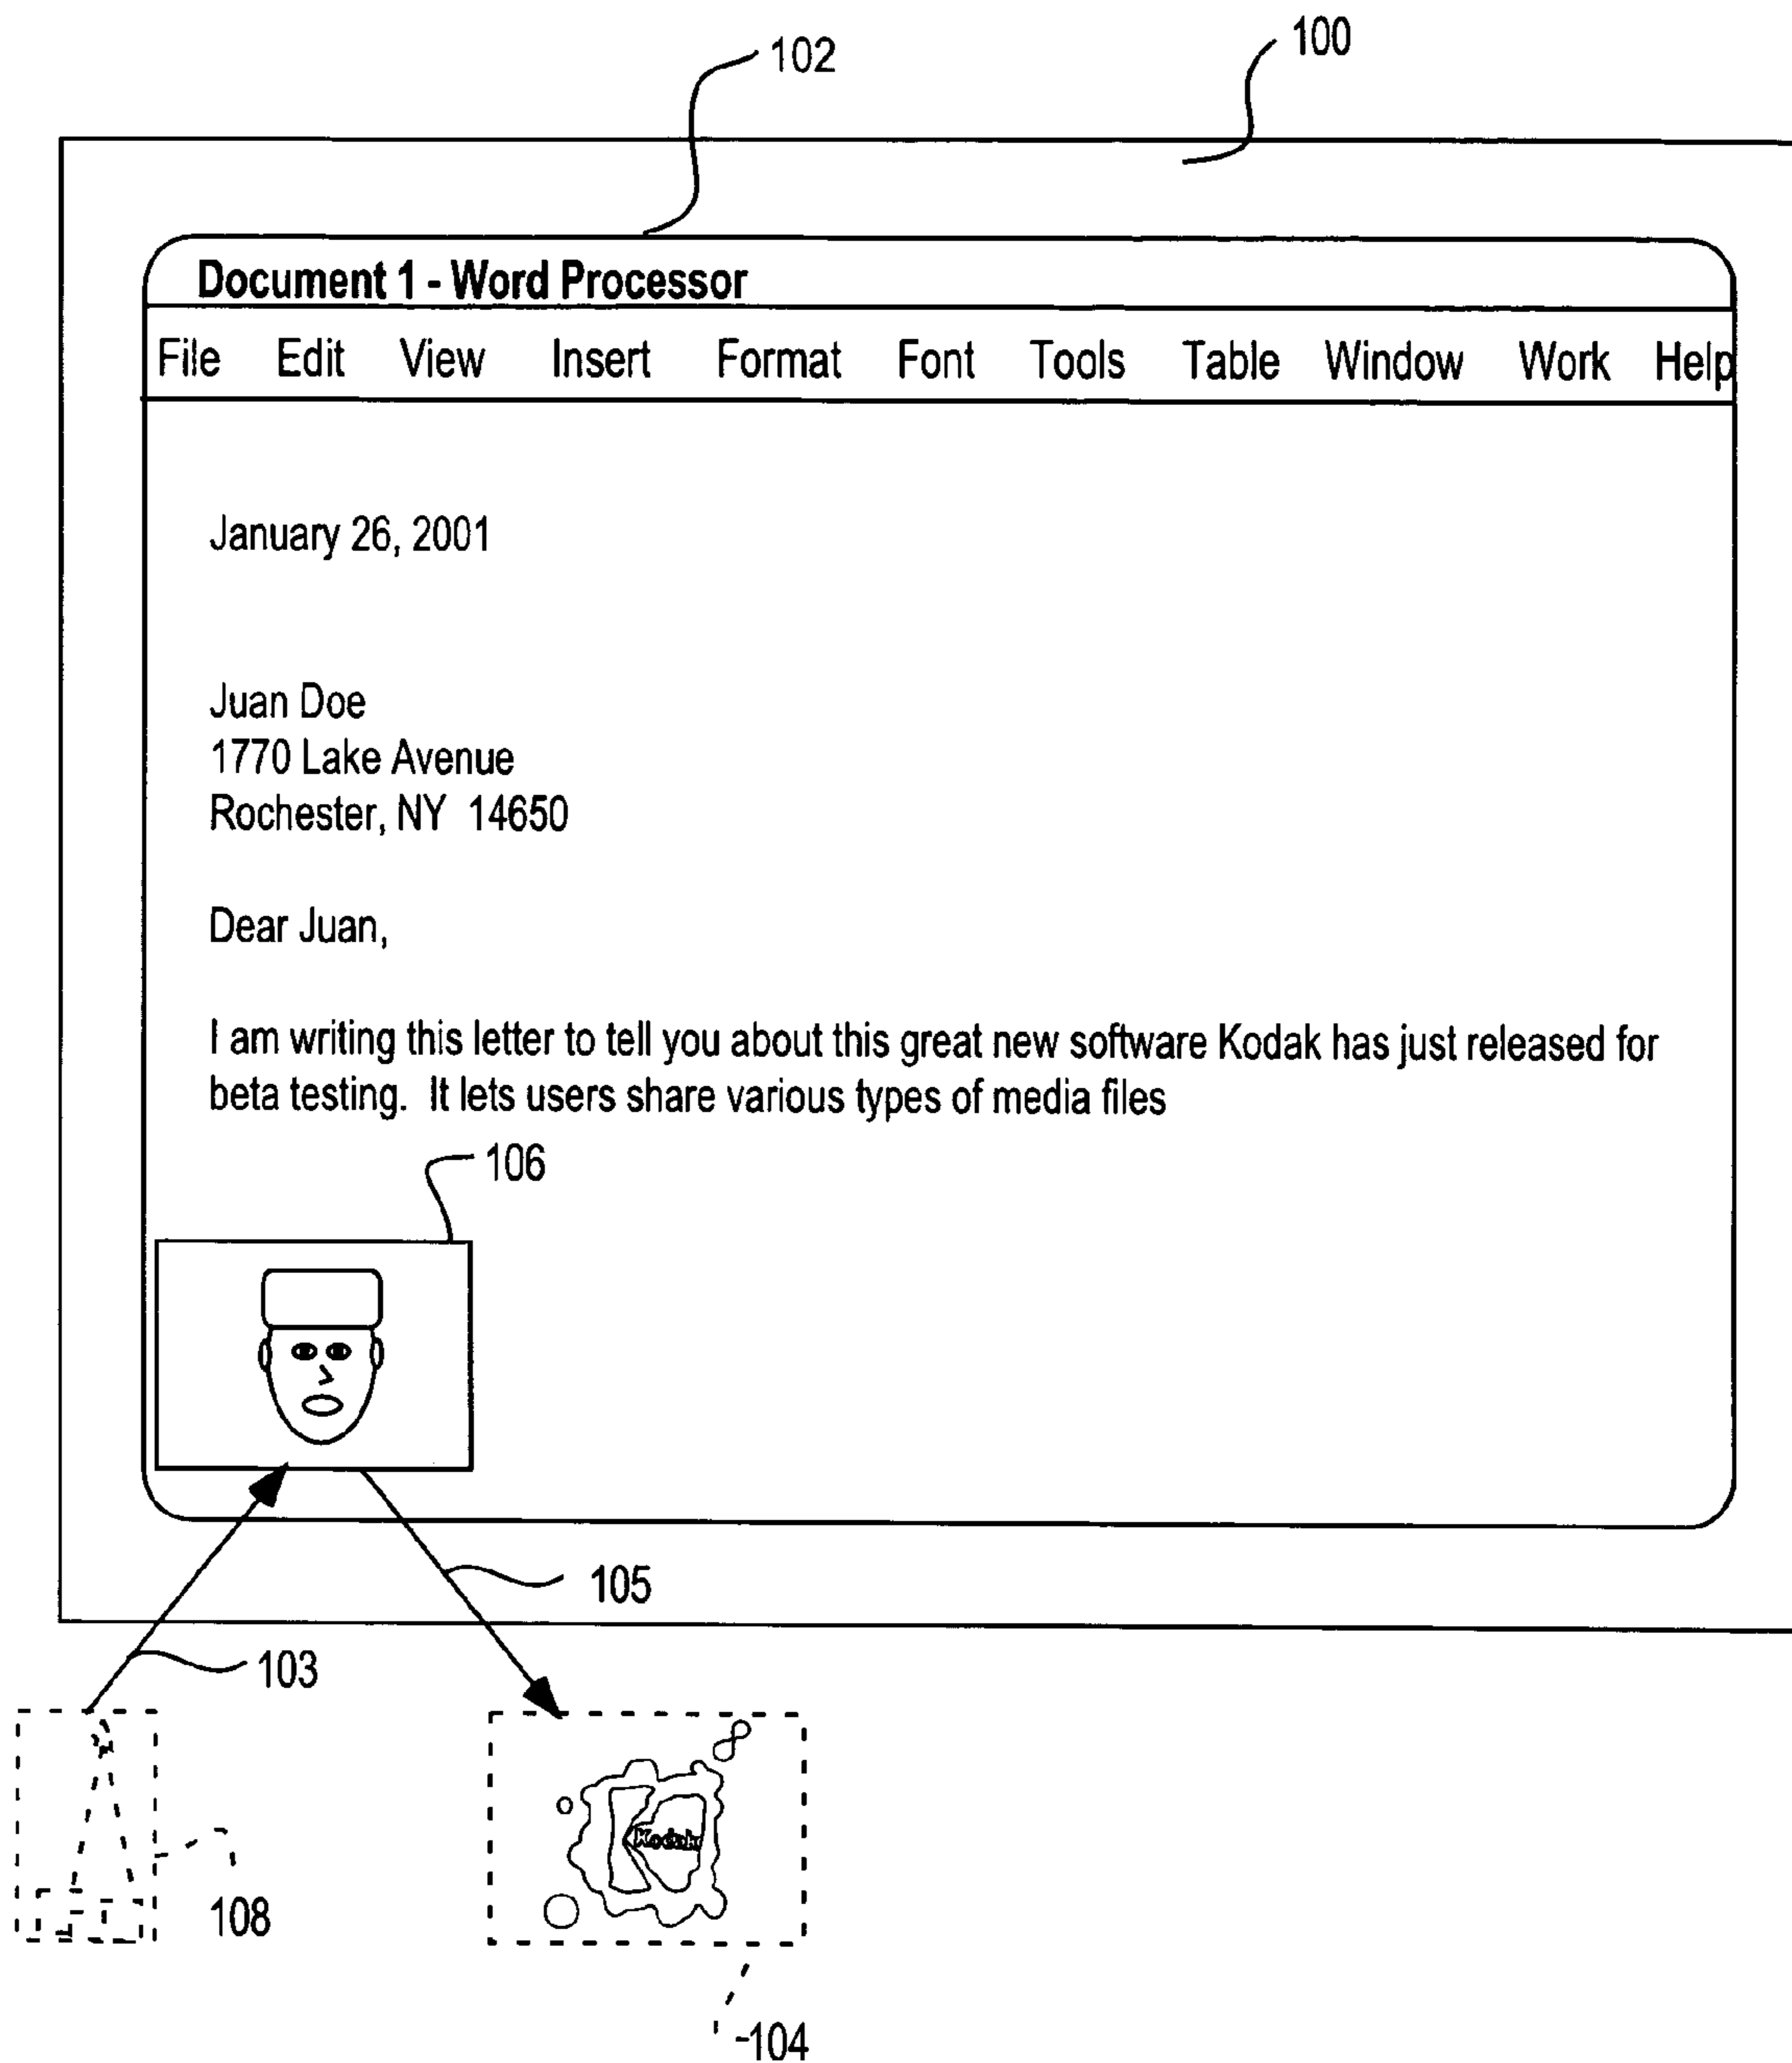 102
100
Document 1 - Word Processor
File Edit View Insert Format Font Tools Table Window Work Help
January 26, 2001
Juan Doe
1770 Lake Avenue
Rochester, NY 14650
Dear Juan,
I am writing this letter to tell you about this great new software Kodak has just released for
beta testing. It lets users share various types of media files
106
105
103
Kodak
108
104